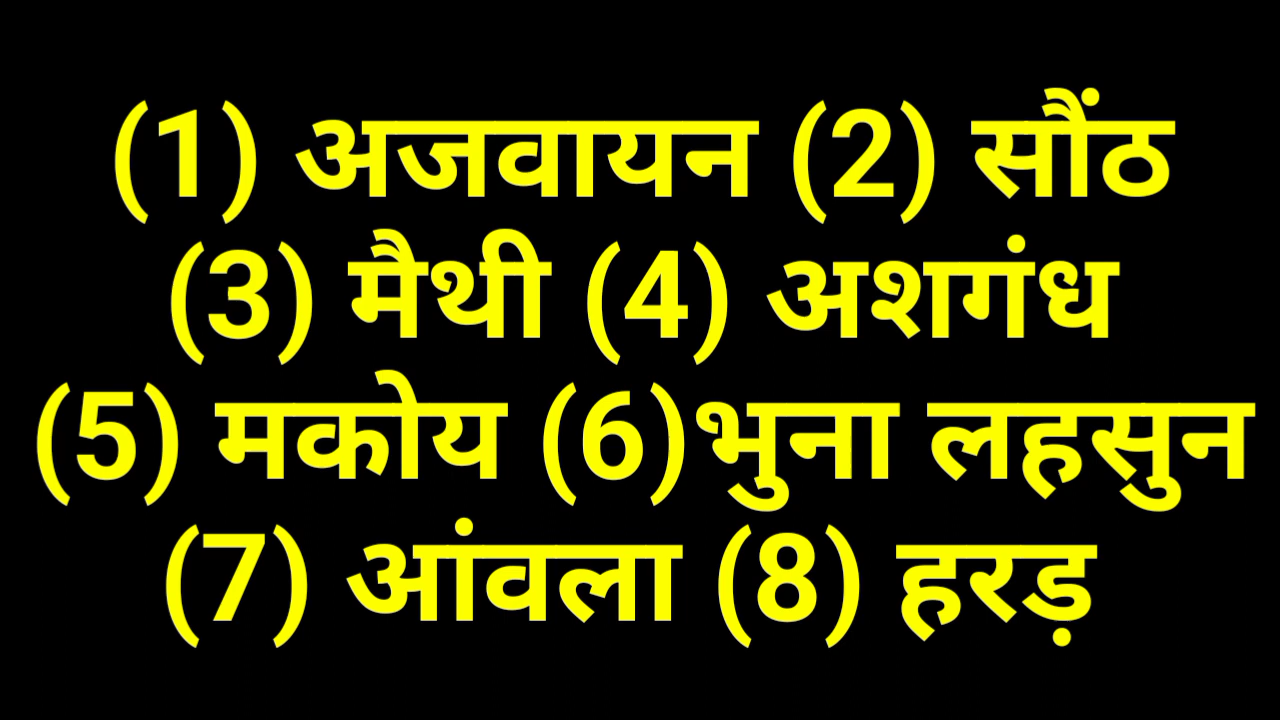 (1) अजवायन (2) सौंठ
(3) मैथी (4) अशगंध
(5) मकोय (6)भुना लहसुन
(7) आंवला (8) हरड़